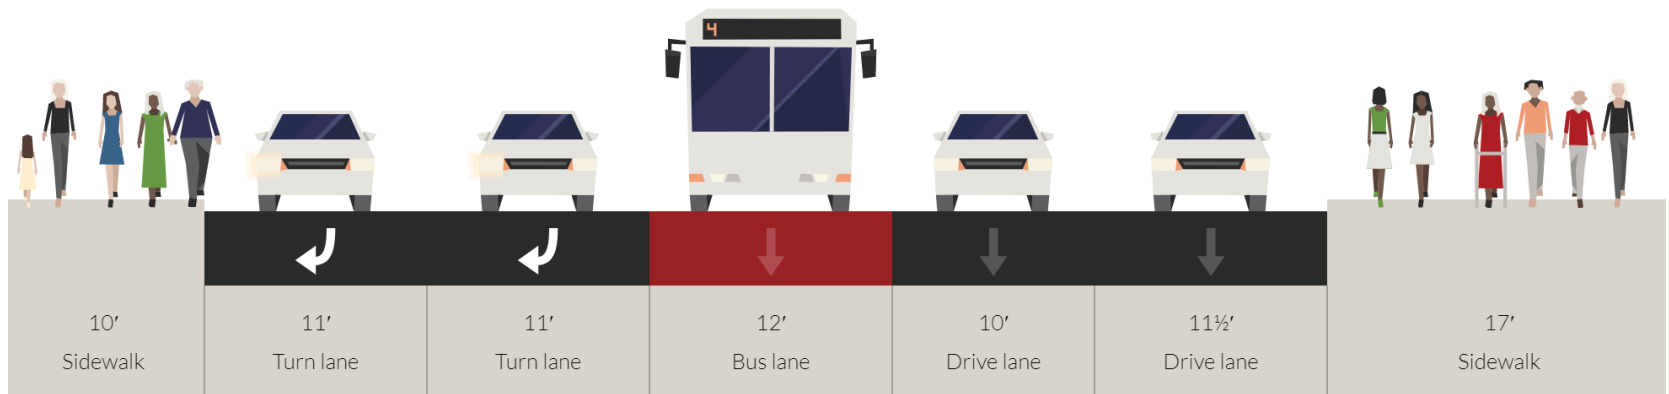 4
10′
Sidewalk
11′
Turn lane
11′
Turn lane
12′
Bus lane
10′
Drive lane
11½′
Drive lane
17′
Sidewalk